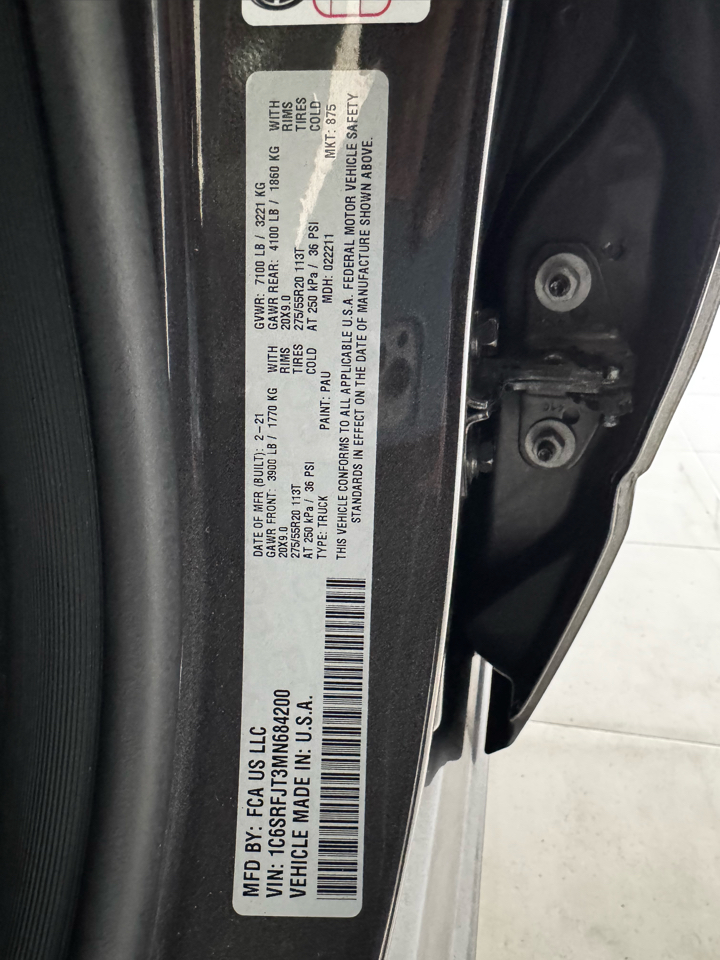 MFD BY: FCA US LLC
VIN: 1C6SRFJT3MN684200
VEHICLE MADE IN: U.S.A.
DATE OF MFR (BUILT): 2-21 GVWR: 7100 LB / 3221 KG
GAWR FRONT: 3900 LB / 1770 KG WITH GAWR REAR: 4100 LB / 1860 KG WITH
20X9.0 RIMS 20X9.0 RIMS
275/55R20 113T TIRES 275/55R20 113T TIRES
AT 250 kPa / 36 PSI COLD AT 250 kPa / 36 PSI COLD
TYPE: TRUCK PAINT: PAU MDH: 022211 MKT: 875
THIS VEHICLE CONFORMS TO ALL APPLICABLE U.S.A. FEDERAL MOTOR VEHICLE SAFETY
STANDARDS IN EFFECT ON THE DATE OF MANUFACTURE SHOWN ABOVE.